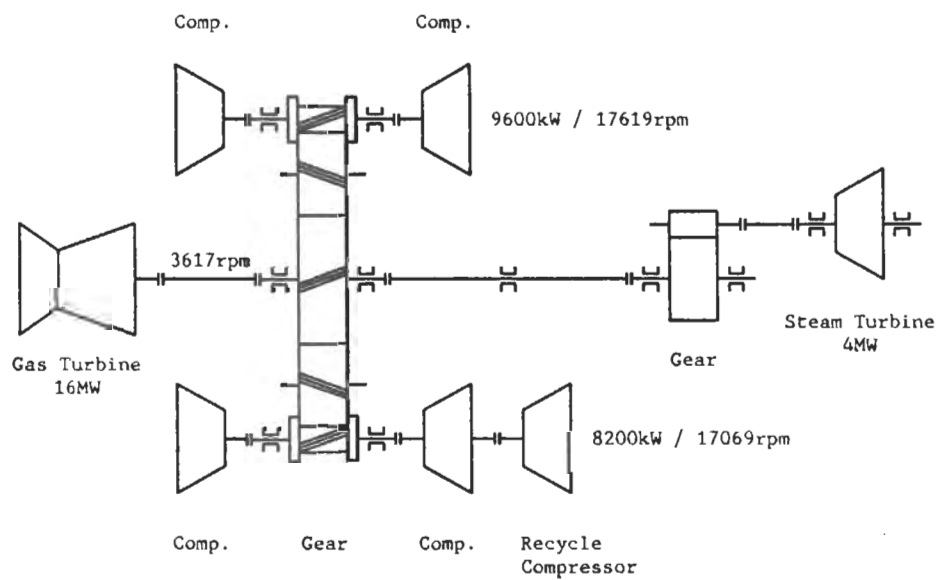 Comp.
Comp.
9600kW / 17619rpm
3617rpm
Gas Turbine
16MW
Steam Turbine
4MW
Gear
8200kW / 17069rpm
Comp.
Gear
Comp.
Recycle
Compressor